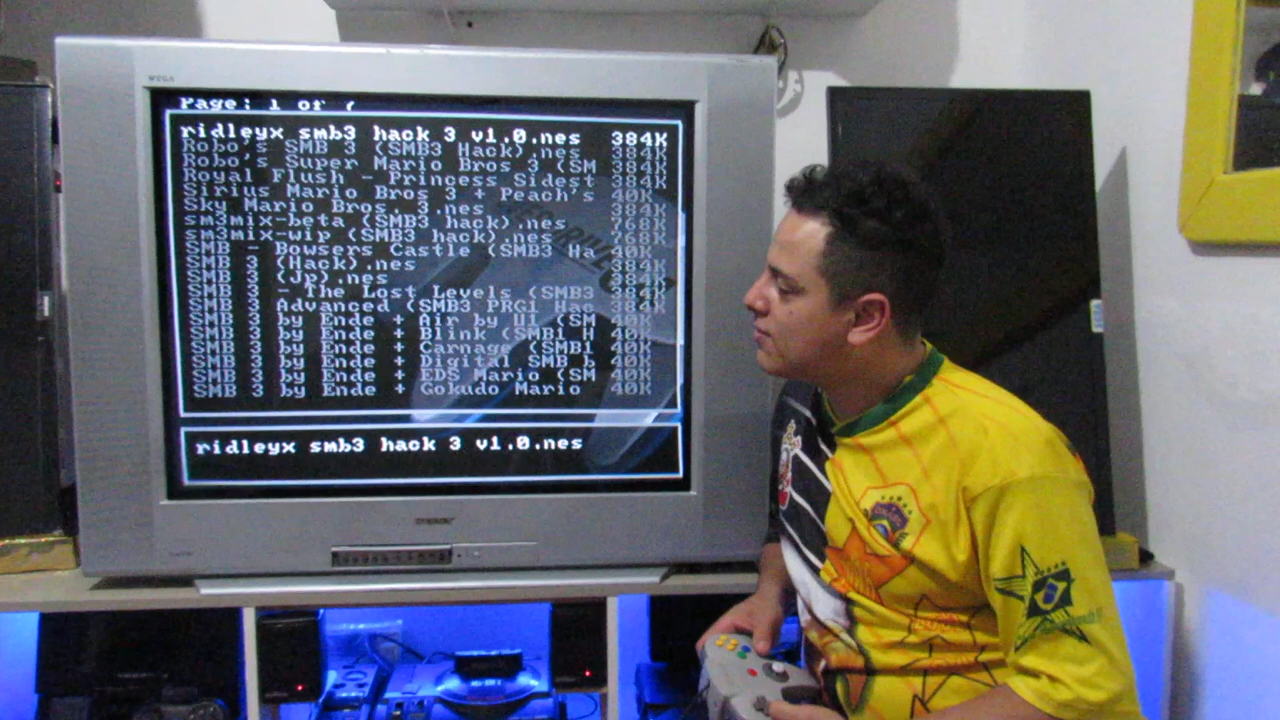 WEGA
Page: 1 of 7
ridleyx smb3 hack 3 v1.0.nes 384K
Robo's SMB 3 (SMB3 Hack).nes 384K
Robo's Super Mario Bros 3 (SM 384K
Royal Flush - Princess Sidest 384K
Sirius Mario Bros 3 + Peach's 40K
Sky Mario Bros. 3.nes 384K
sm3mix-beta (SMB3 hack).nes 768K
sm3mix-wip (SMB3 hack).nes 768K
SMB - Bowsers Castle (SMB3 Ha 40K
SMB 3 (Hack).nes 384K
SMB 3 (Jp).nes 384K
SMB 3 - The Lost Levels (SMB3 384K
SMB 3 Advanced (SMB3 PRG1 Hac 384K
SMB 3 by Ende + Air by U1 (SM 40K
SMB 3 by Ende + Blink (SMB1 H 40K
SMB 3 by Ende + Carnage (SMB1 40K
SMB 3 by Ende + Digital SMB b 40K
SMB 3 by Ende + EDS Mario (SM 40K
SMB 3 by Ende + Gokudo Mario 40K
ridleyx smb3 hack 3 v1.0.nes
SONY